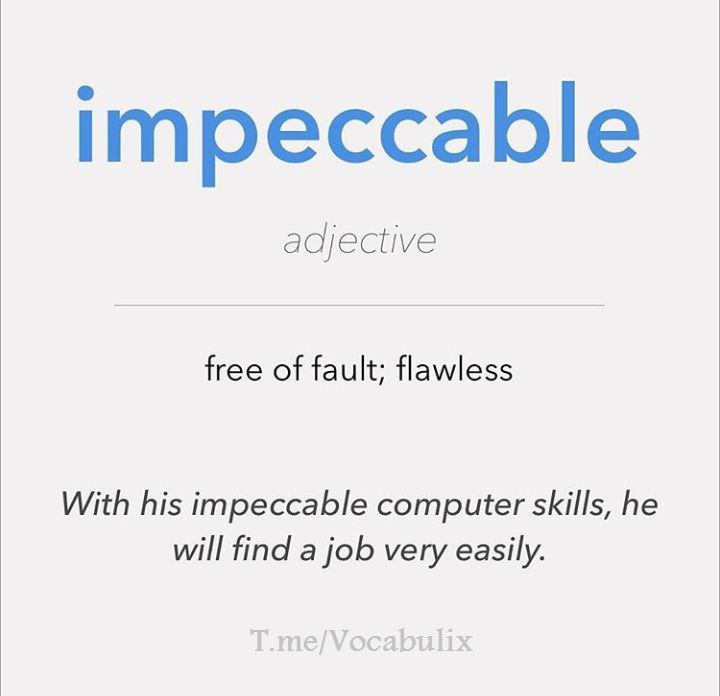 impeccable
adjective
free of fault; flawless
With his impeccable computer skills, he
will find a job very easily.
T.me/Vocabulix